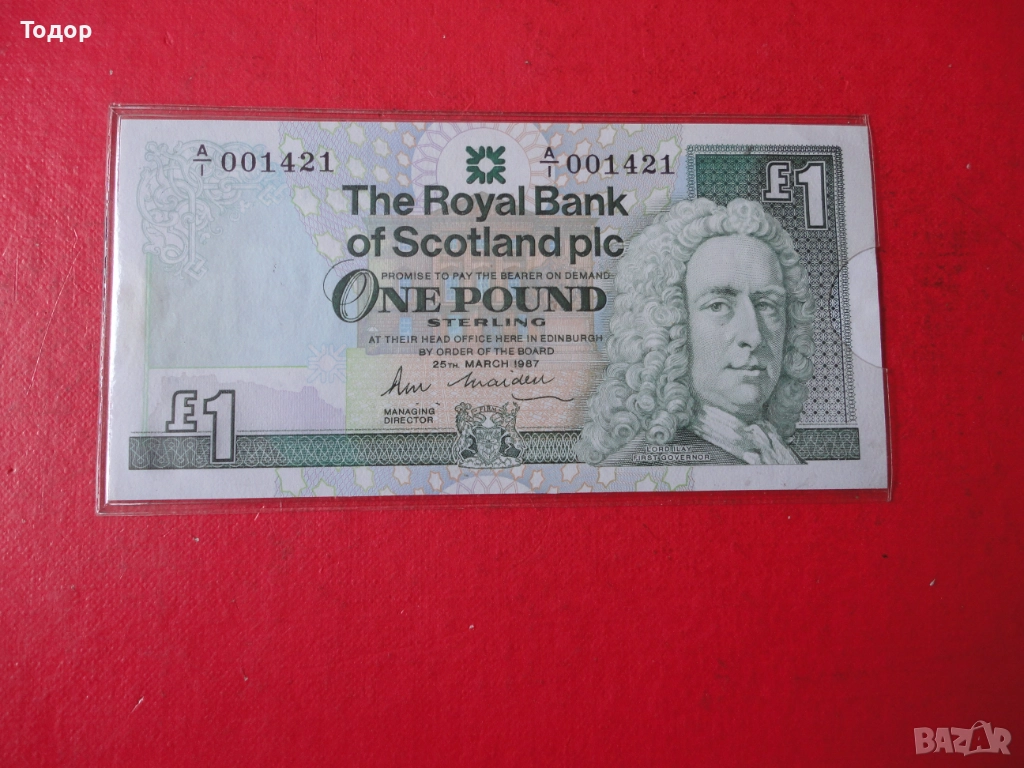 Тодор
A/1 001421 A/1 001421
£1
The Royal Bank
of Scotland plc
PROMISE TO PAY THE BEARER ON DEMAND
ONE POUND
STERLING
AT THEIR HEAD OFFICE HERE IN EDINBURGH
BY ORDER OF THE BOARD
25TH MARCH 1987
MANAGING
DIRECTOR
£1
LORD ILAY
FIRST GOVERNOR
BAZAR